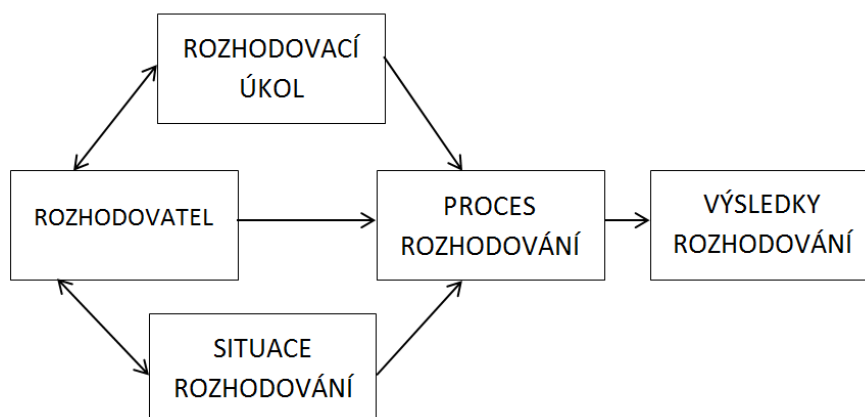 ROZHODOVACÍ
ÚKOL
ROZHODOVATEL
PROCES
ROZHODOVÁNÍ
VÝSLEDKY
ROZHODOVÁNÍ
SITUACE
ROZHODOVÁNÍ